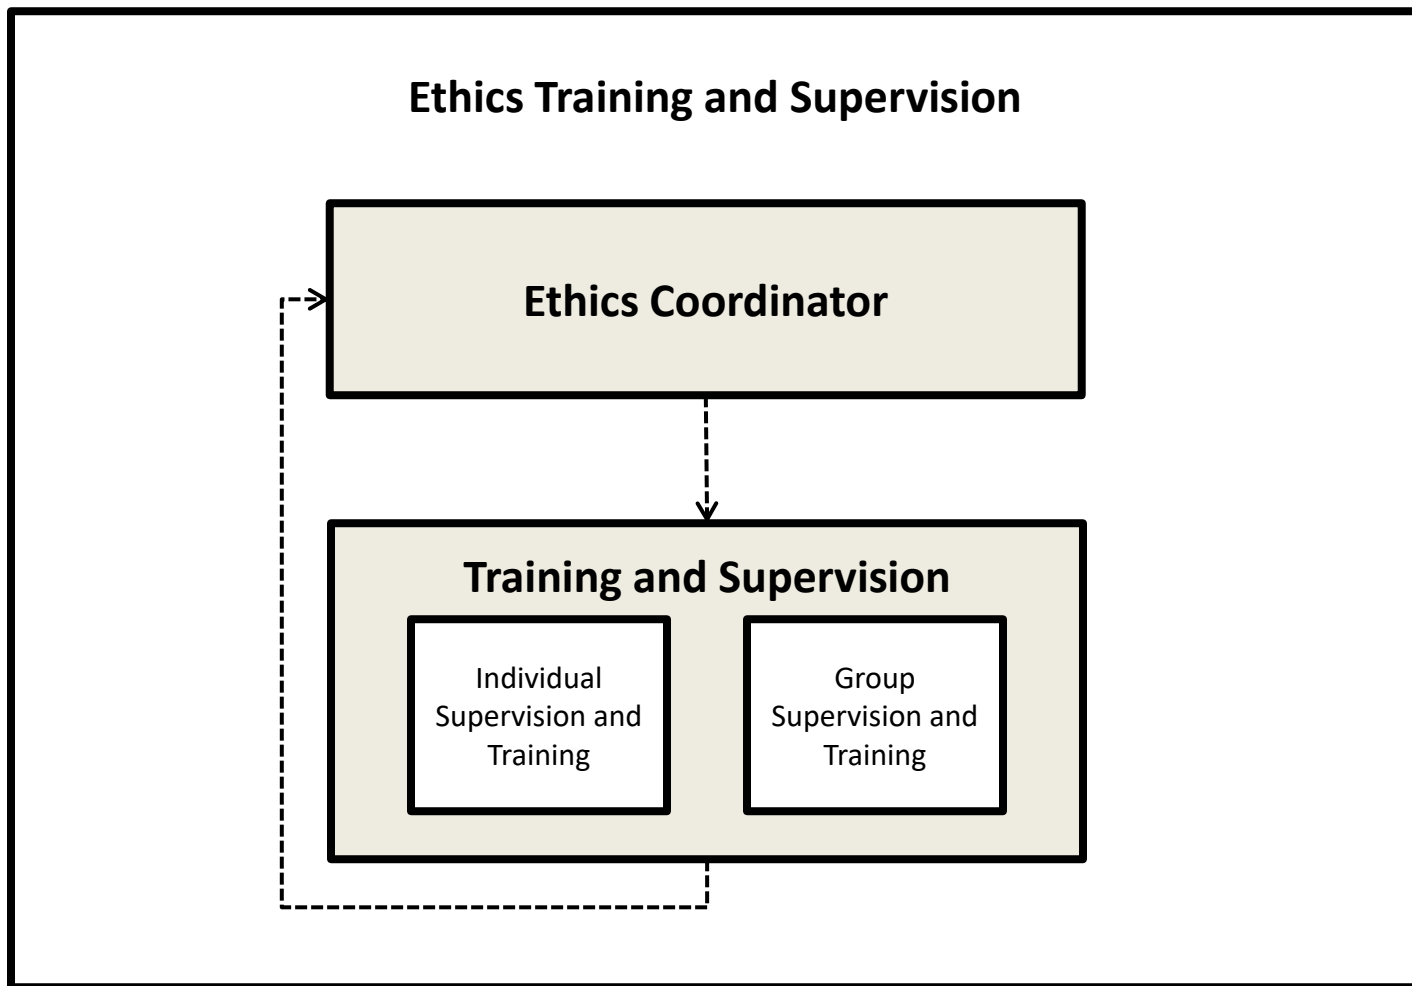 Ethics Training and Supervision
Ethics Coordinator
Training and Supervision
Individual
Supervision and
Training
Group
Supervision and
Training